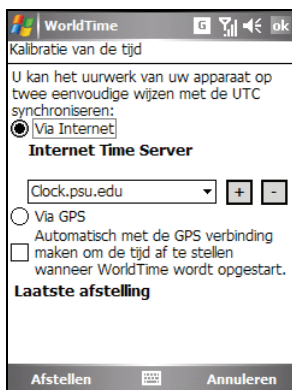 WorldTime G ok
Kalibratie van de tijd
U kan het uurwerk van uw apparaat op
twee eenvoudige wijzen met de UTC
synchroniseren:
Via Internet
Internet Time Server
Clock.psu.edu + -
Via GPS
Automatisch met de GPS verbinding
maken om de tijd af te stellen
wanneer WorldTime wordt opgestart.
Laatste afstelling
Afstellen Annuleren